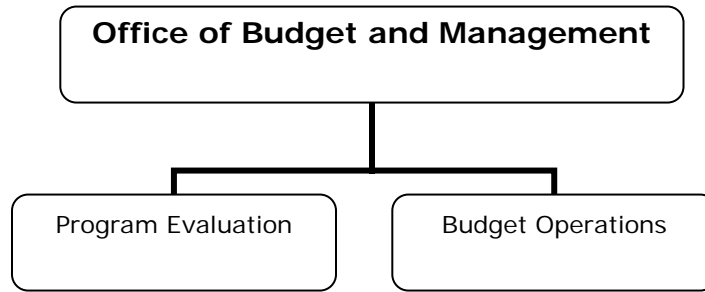 Office of Budget and Management
Program Evaluation
Budget Operations